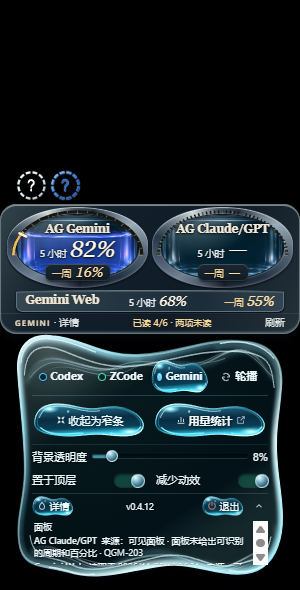 ? ?
AG Gemini AG Claude/GPT
5 小时 82% 5 小时 —
一周 16% 一周 —
Gemini Web 5 小时 68% 一周 55%
GEMINI · 详情 已读 4/6 · 两项未读 刷新
Codex ZCode Gemini 轮播
收起为窄条 用量统计
背景透明度 8%
置于顶层 减少动效
详情 v0.4.12 退出
面板
AG Claude/GPT 来源：可见面板 · 面板未给出可识别
的周期和百分比 · QGM-203